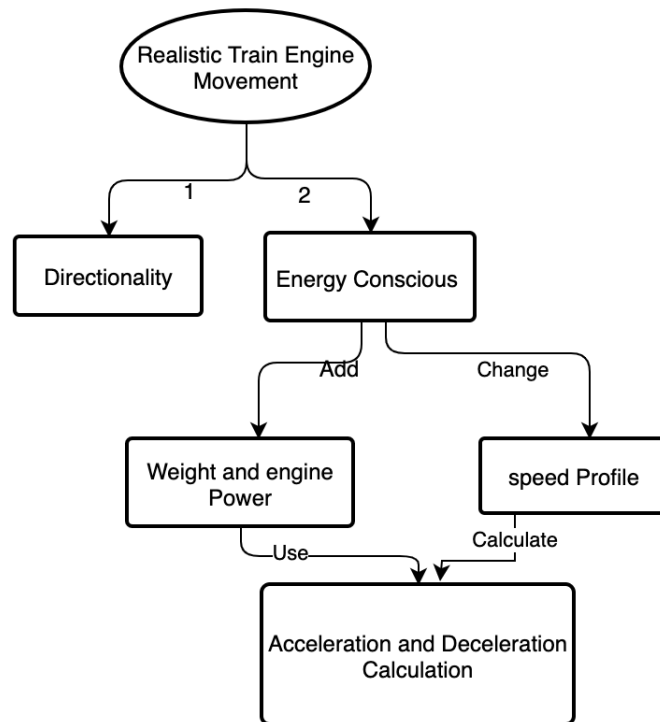 Realistic Train Engine
Movement
1
2
Directionality
Energy Conscious
Add
Change
Weight and engine
Power
speed Profile
Use
Calculate
Acceleration and Deceleration
Calculation